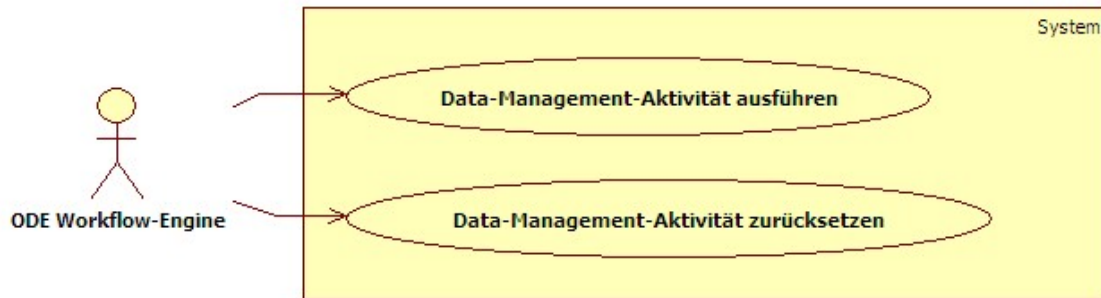 System
Data-Management-Aktivität ausführen
ODE Workflow-Engine
Data-Management-Aktivität zurücksetzen